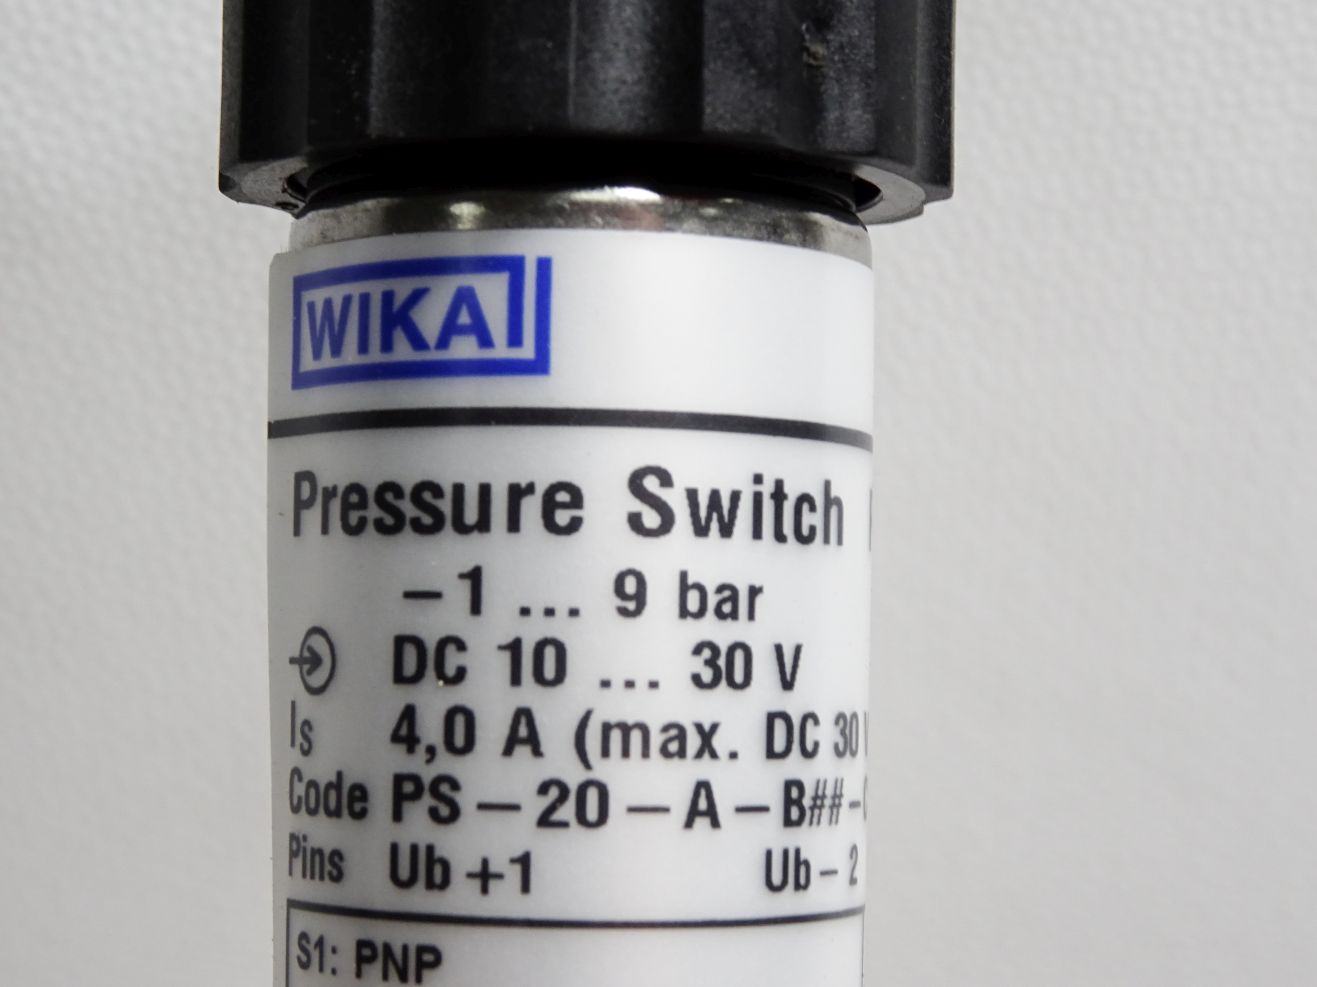 WIKA
Pressure Switch
-1 ... 9 bar
DC 10 ... 30 V
Is 4,0 A (max. DC 30 V
Code PS-20-A-B##-
Pins Ub+1 Ub-2
S1: PNP